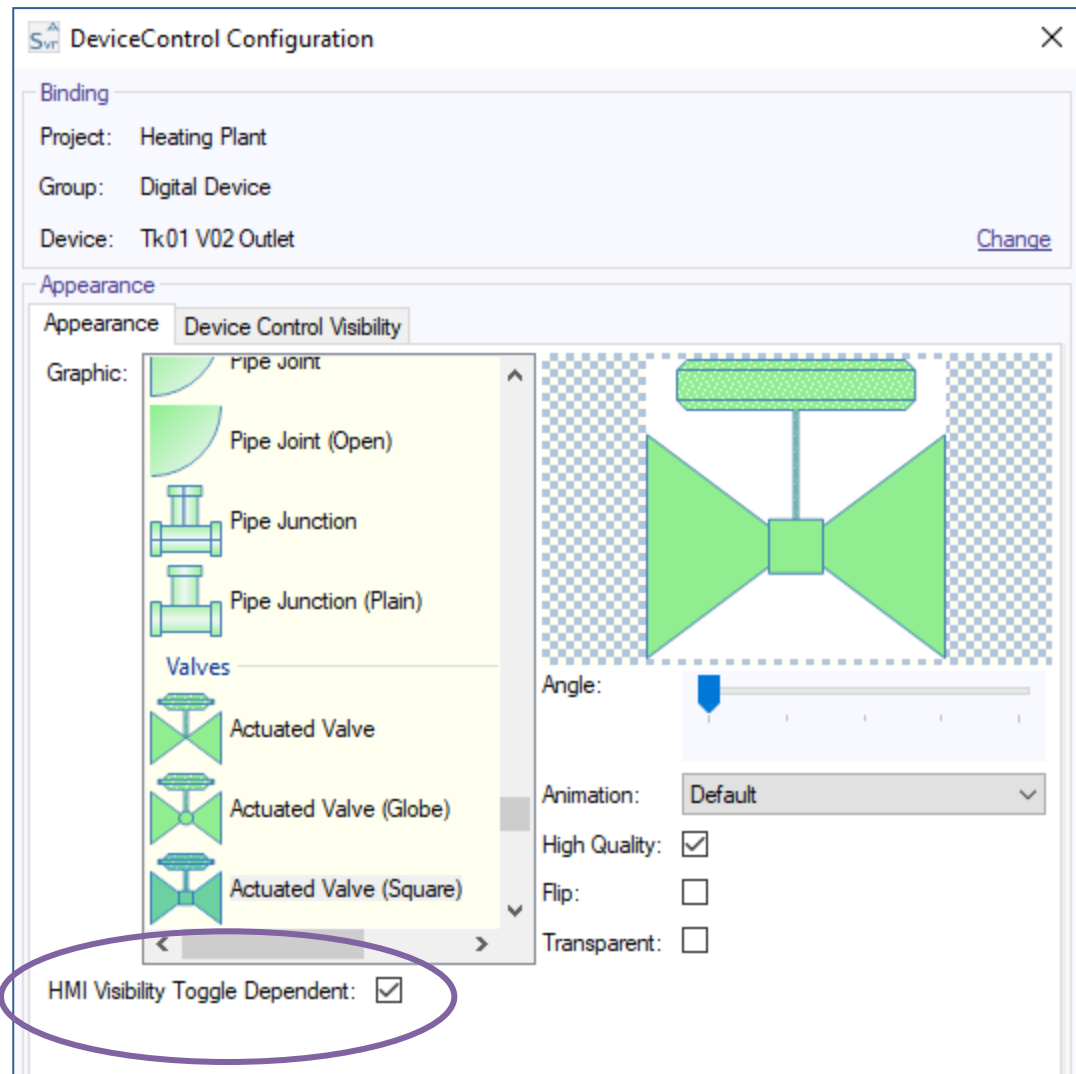 Svr DeviceControl Configuration
Binding
Project: Heating Plant
Group: Digital Device
Device: Tk01 V02 Outlet Change
Appearance
Appearance Device Control Visibility
Graphic:
Pipe Joint
Pipe Joint (Open)
Pipe Junction
Pipe Junction (Plain)
Valves
Actuated Valve
Actuated Valve (Globe)
Actuated Valve (Square)
Angle:
Animation: Default
High Quality:
Flip:
Transparent:
HMI Visibility Toggle Dependent: